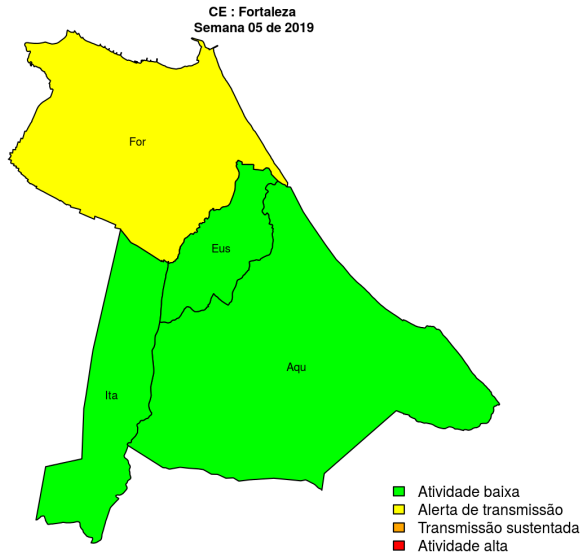 CE : Fortaleza
Semana 05 de 2019
For
Eus
Aqu
Ita
Atividade baixa
Alerta de transmissão
Transmissão sustentada
Atividade alta